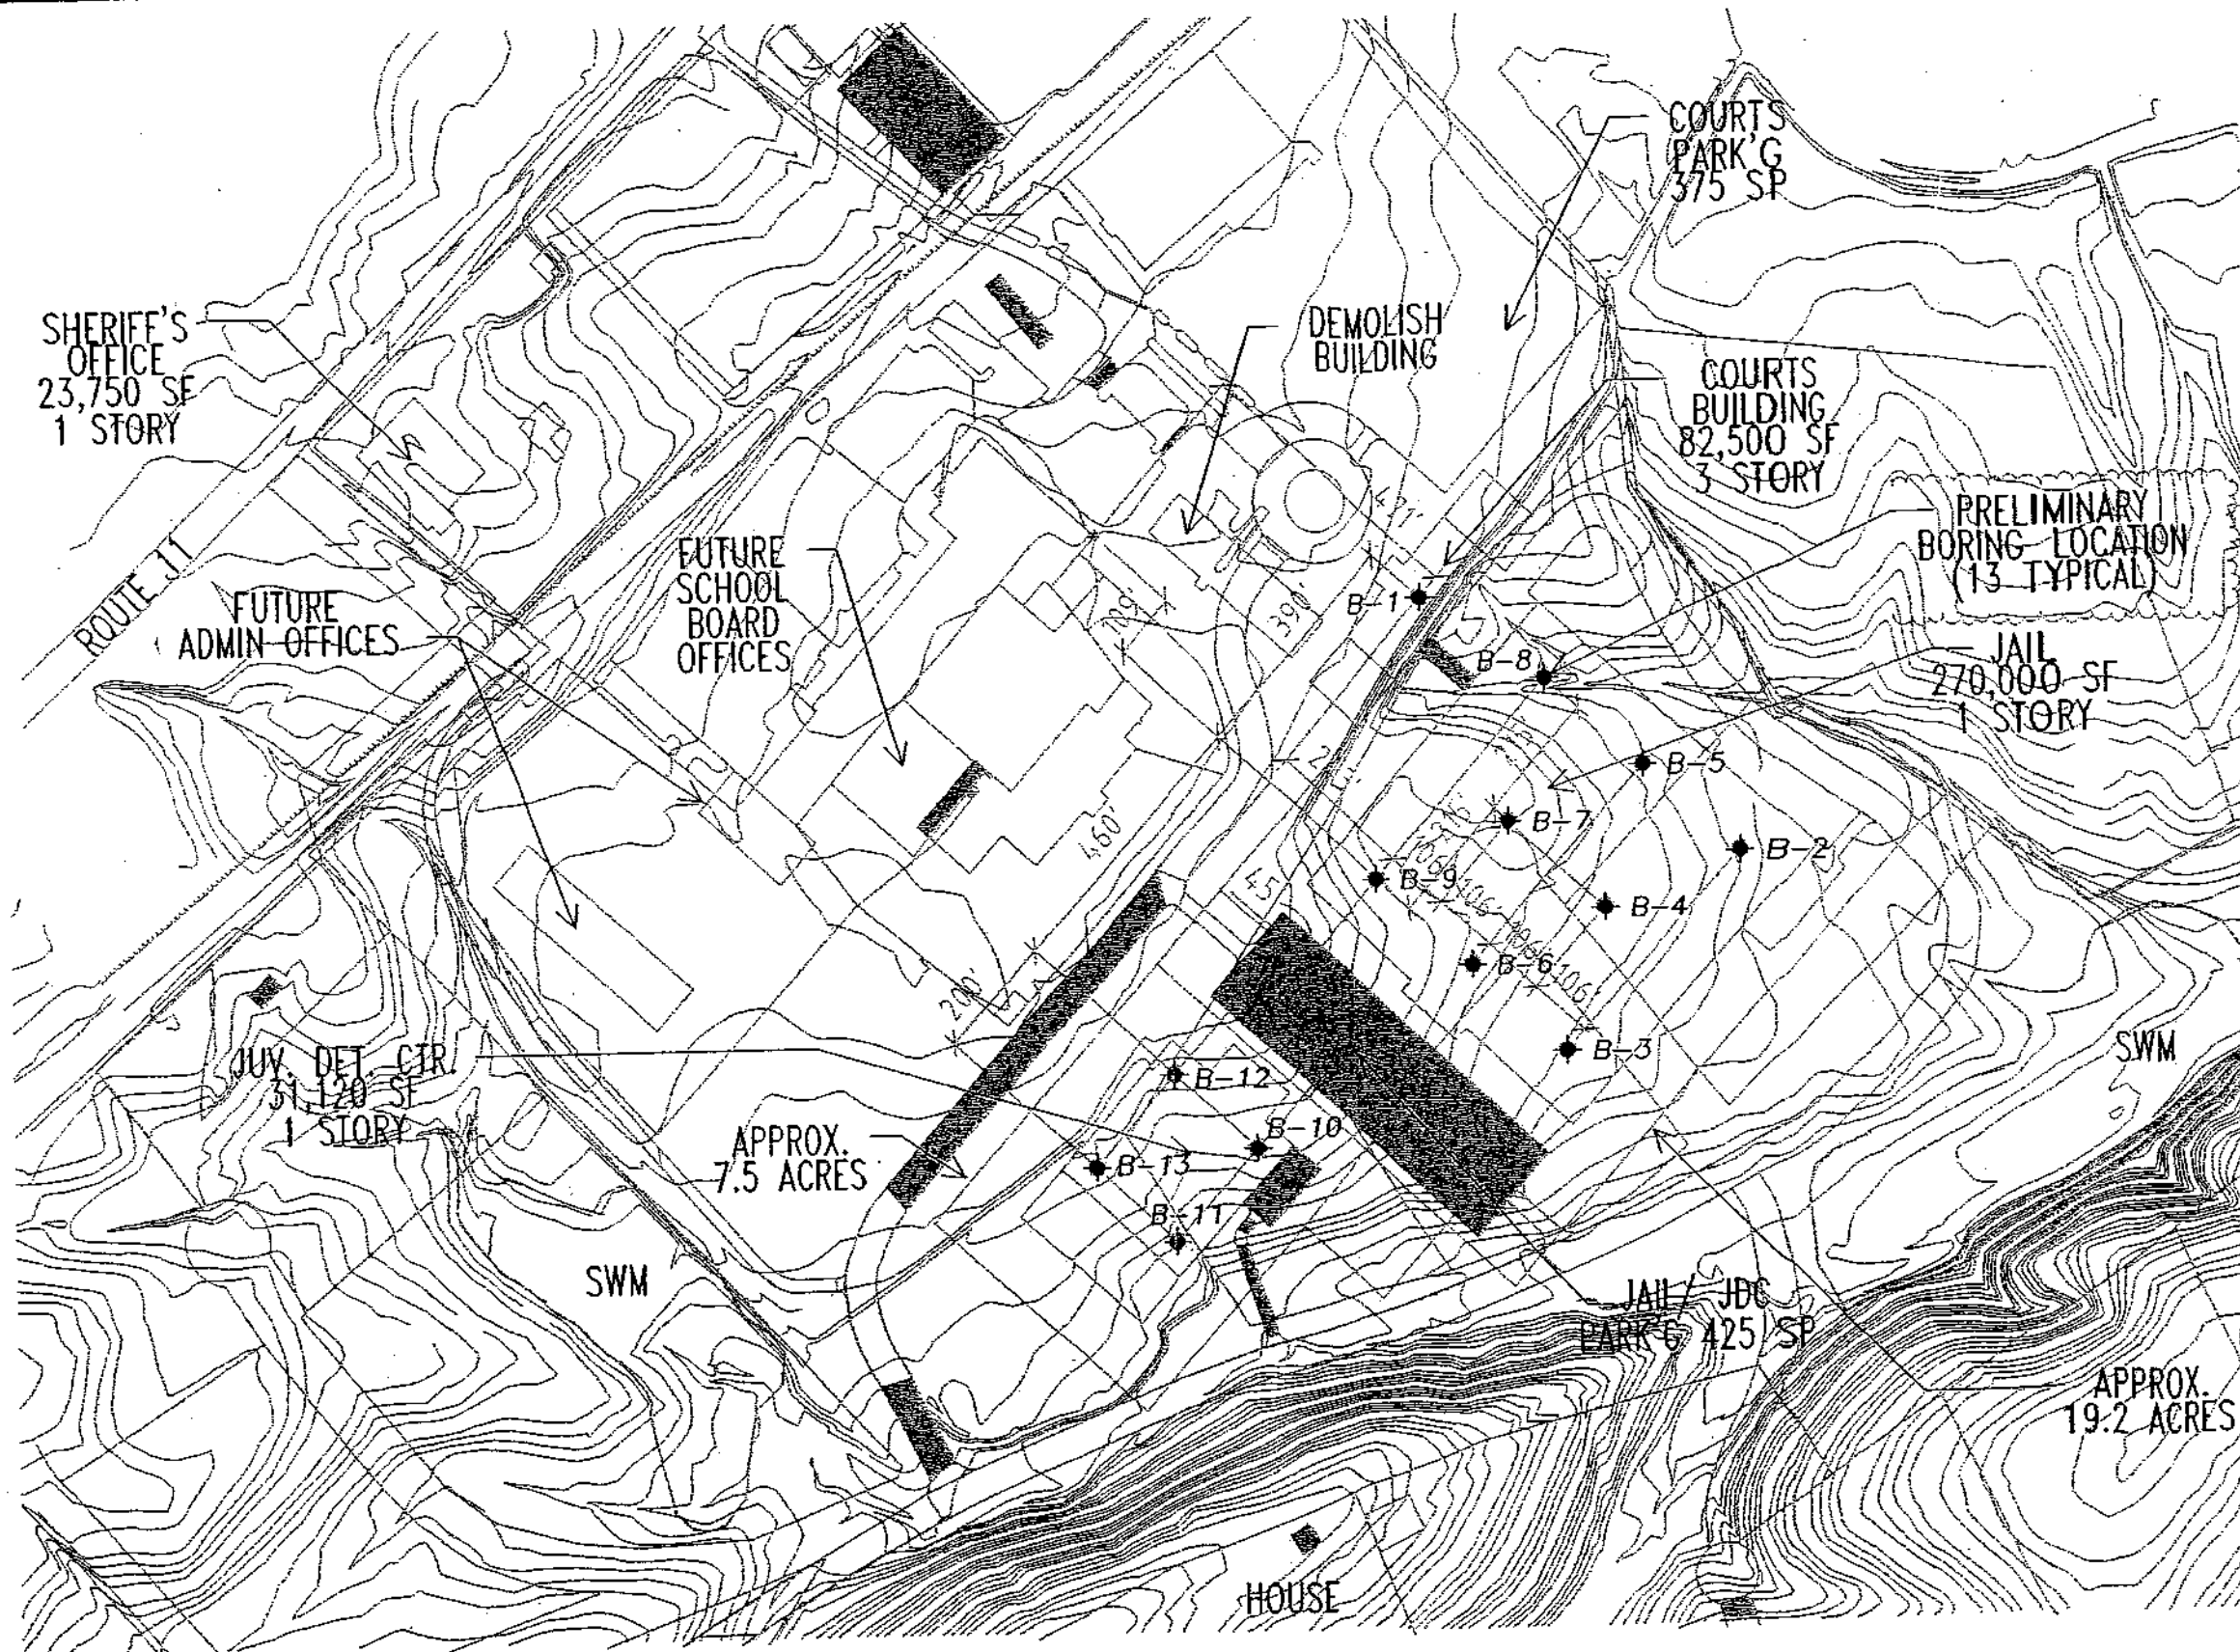 COURTS
PARK'G
375 SP
SHERIFF'S
OFFICE
23,750 SF
1 STORY
DEMOLISH
BUILDING
COURTS
BUILDING
82,500 SF
3 STORY
PRELIMINARY
BORING LOCATION
(13 TYPICAL)
ROUTE 11
FUTURE
ADMIN OFFICES
FUTURE
SCHOOL
BOARD
OFFICES
390'
B-1
B-8
JAIL
270,000 SF
1 STORY
B-5
B-7
B-2
460'
B-9
B-4
B-6
106'
200'
B-3
SWM
JUV. DET. CTR.
31,120 SF
1 STORY
B-12
B-10
APPROX.
7.5 ACRES
B-13
B-11
SWM
JAIL/ JDC
PARK'G 425 SP
APPROX.
19.2 ACRES
HOUSE